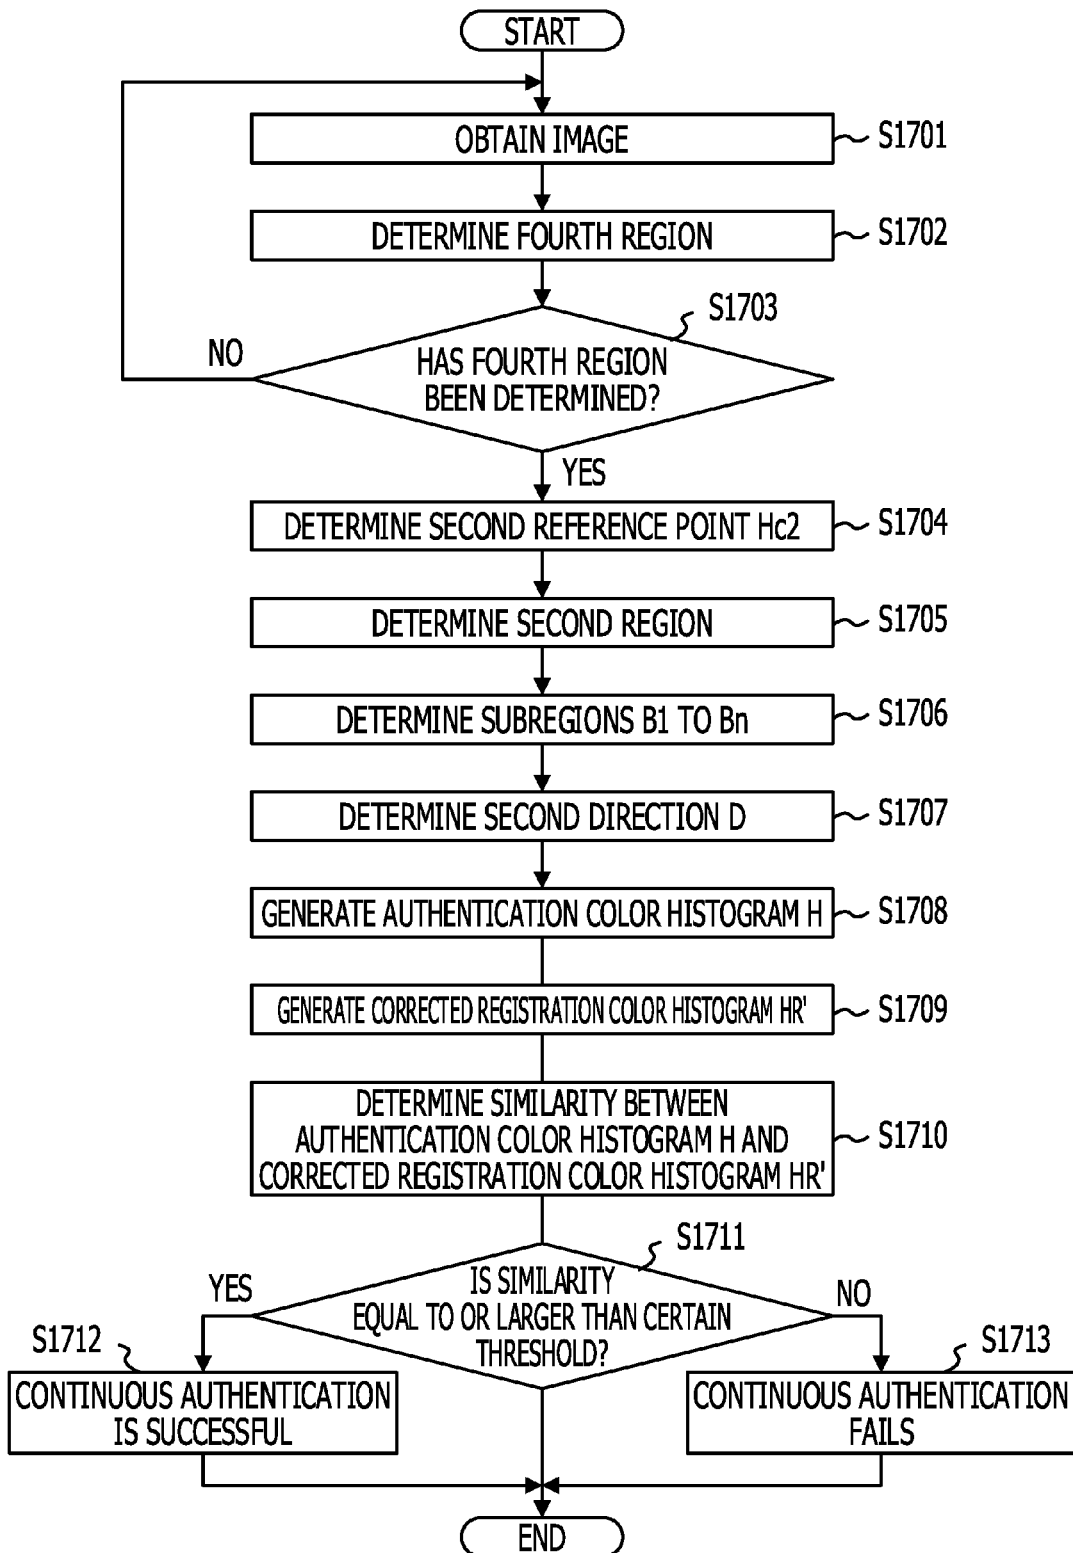 START
OBTAIN IMAGE
S1701
DETERMINE FOURTH REGION
S1702
S1703
NO
HAS FOURTH REGION
BEEN DETERMINED?
YES
DETERMINE SECOND REFERENCE POINT Hc2
S1704
DETERMINE SECOND REGION
S1705
DETERMINE SUBREGIONS B1 TO Bn
S1706
DETERMINE SECOND DIRECTION D
S1707
GENERATE AUTHENTICATION COLOR HISTOGRAM H
S1708
GENERATE CORRECTED REGISTRATION COLOR HISTOGRAM HR'
S1709
DETERMINE SIMILARITY BETWEEN
AUTHENTICATION COLOR HISTOGRAM H AND
CORRECTED REGISTRATION COLOR HISTOGRAM HR'
S1710
S1711
YES
IS SIMILARITY
EQUAL TO OR LARGER THAN CERTAIN
THRESHOLD?
NO
S1712
CONTINUOUS AUTHENTICATION
IS SUCCESSFUL
S1713
CONTINUOUS AUTHENTICATION
FAILS
END